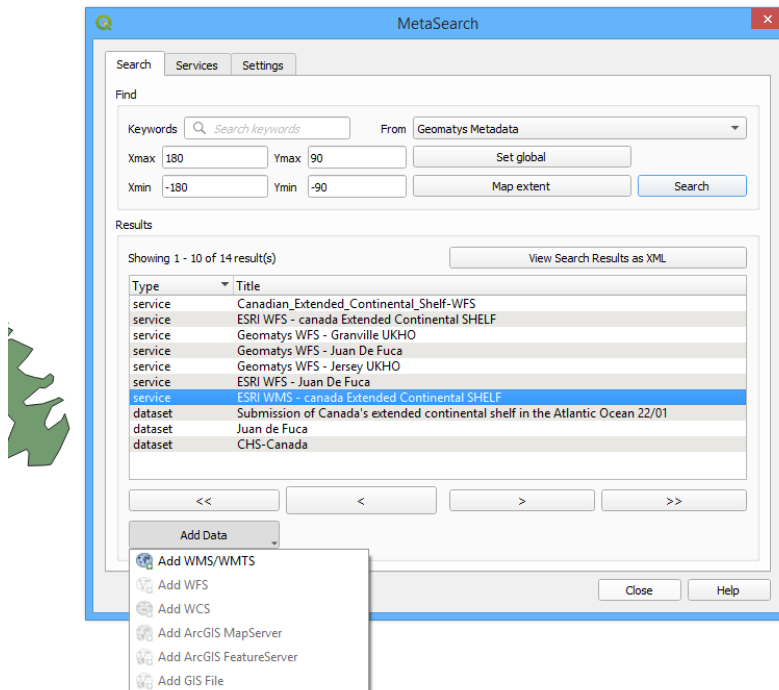 MetaSearch
Search Services Settings
Find
Keywords Search keywords From Geomatys Metadata
Xmax 180 Ymax 90 Set global
Xmin -180 Ymin -90 Map extent Search
Results
Showing 1 - 10 of 14 result(s) View Search Results as XML
Type Title
service Canadian_Extended_Continental_Shelf-WFS
service ESRI WFS - canada Extended Continental SHELF
service Geomatys WFS - Granville UKHO
service Geomatys WFS - Juan De Fuca
service Geomatys WFS - Jersey UKHO
service ESRI WFS - Juan De Fuca
service ESRI WMS - canada Extended Continental SHELF
dataset Submission of Canada's extended continental shelf in the Atlantic Ocean 22/01
dataset Juan de Fuca
dataset CHS-Canada
<< < > >>
Add Data
Add WMS/WMTS
Add WFS
Close Help
Add WCS
Add ArcGIS MapServer
Add ArcGIS FeatureServer
Add GIS File